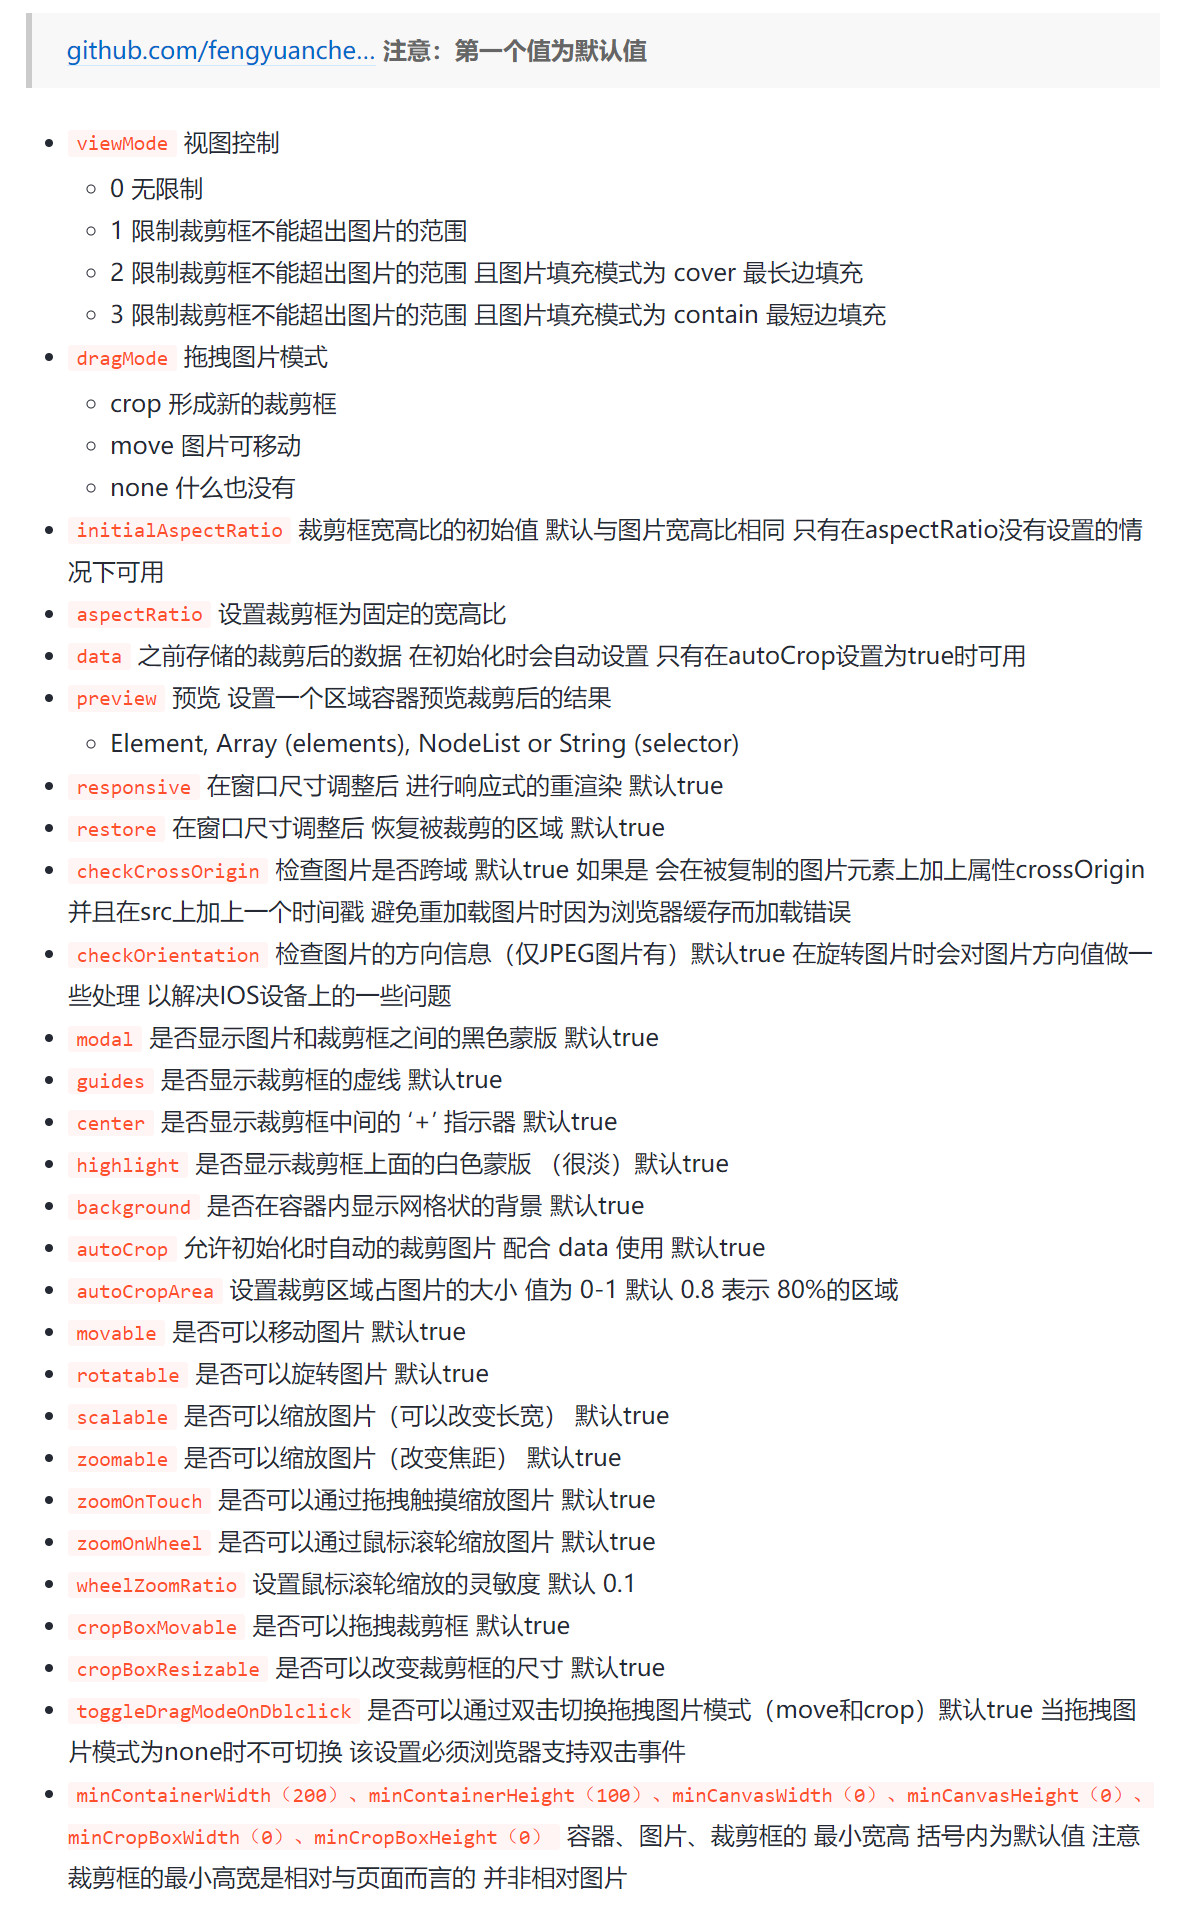 github.com/fengyuanche... 注意：第一个值为默认值
viewMode 视图控制
0 无限制
1 限制裁剪框不能超出图片的范围
2 限制裁剪框不能超出图片的范围 且图片填充模式为 cover 最长边填充
3 限制裁剪框不能超出图片的范围 且图片填充模式为 contain 最短边填充
dragMode 拖拽图片模式
crop 形成新的裁剪框
move 图片可移动
none 什么也没有
initialAspectRatio 裁剪框宽高比的初始值 默认与图片宽高比相同 只有在aspectRatio没有设置的情
况下可用
aspectRatio 设置裁剪框为固定的宽高比
data 之前存储的裁剪后的数据 在初始化时会自动设置 只有在autoCrop设置为true时可用
preview 预览 设置一个区域容器预览裁剪后的结果
Element, Array (elements), NodeList or String (selector)
responsive 在窗口尺寸调整后 进行响应式的重渲染 默认true
restore 在窗口尺寸调整后 恢复被裁剪的区域 默认true
checkCrossOrigin 检查图片是否跨域 默认true 如果是 会在被复制的图片元素上加上属性crossOrigin
并且在src上加上一个时间戳 避免重加载图片时因为浏览器缓存而加载错误
checkOrientation 检查图片的方向信息（仅JPEG图片有）默认true 在旋转图片时会对图片方向值做一
些处理 以解决IOS设备上的一些问题
modal 是否显示图片和裁剪框之间的黑色蒙版 默认true
guides 是否显示裁剪框的虚线 默认true
center 是否显示裁剪框中间的 ‘+’ 指示器 默认true
highlight 是否显示裁剪框上面的白色蒙版 （很淡）默认true
background 是否在容器内显示网格状的背景 默认true
autoCrop 允许初始化时自动的裁剪图片 配合 data 使用 默认true
autoCropArea 设置裁剪区域占图片的大小 值为 0-1 默认 0.8 表示 80%的区域
movable 是否可以移动图片 默认true
rotatable 是否可以旋转图片 默认true
scalable 是否可以缩放图片（可以改变长宽） 默认true
zoomable 是否可以缩放图片（改变焦距） 默认true
zoomOnTouch 是否可以通过拖拽触摸缩放图片 默认true
zoomOnWheel 是否可以通过鼠标滚轮缩放图片 默认true
wheelZoomRatio 设置鼠标滚轮缩放的灵敏度 默认 0.1
cropBoxMovable 是否可以拖拽裁剪框 默认true
cropBoxResizable 是否可以改变裁剪框的尺寸 默认true
toggleDragModeOnDblclick 是否可以通过双击切换拖拽图片模式（move和crop）默认true 当拖拽图
片模式为none时不可切换 该设置必须浏览器支持双击事件
minContainerWidth（200）、minContainerHeight（100）、minCanvasWidth（0）、minCanvasHeight（0）、
minCropBoxWidth（0）、minCropBoxHeight（0） 容器、图片、裁剪框的 最小宽高 括号内为默认值 注意
裁剪框的最小高宽是相对与页面而言的 并非相对图片